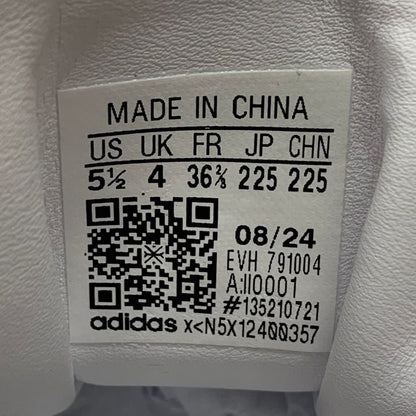 MADE IN CHINA
US UK FR JP CHN
5½ 4 36⅔ 225 225
08/24
EVH 791004
A:II0001
#135210721
adidas x<N5X12400357